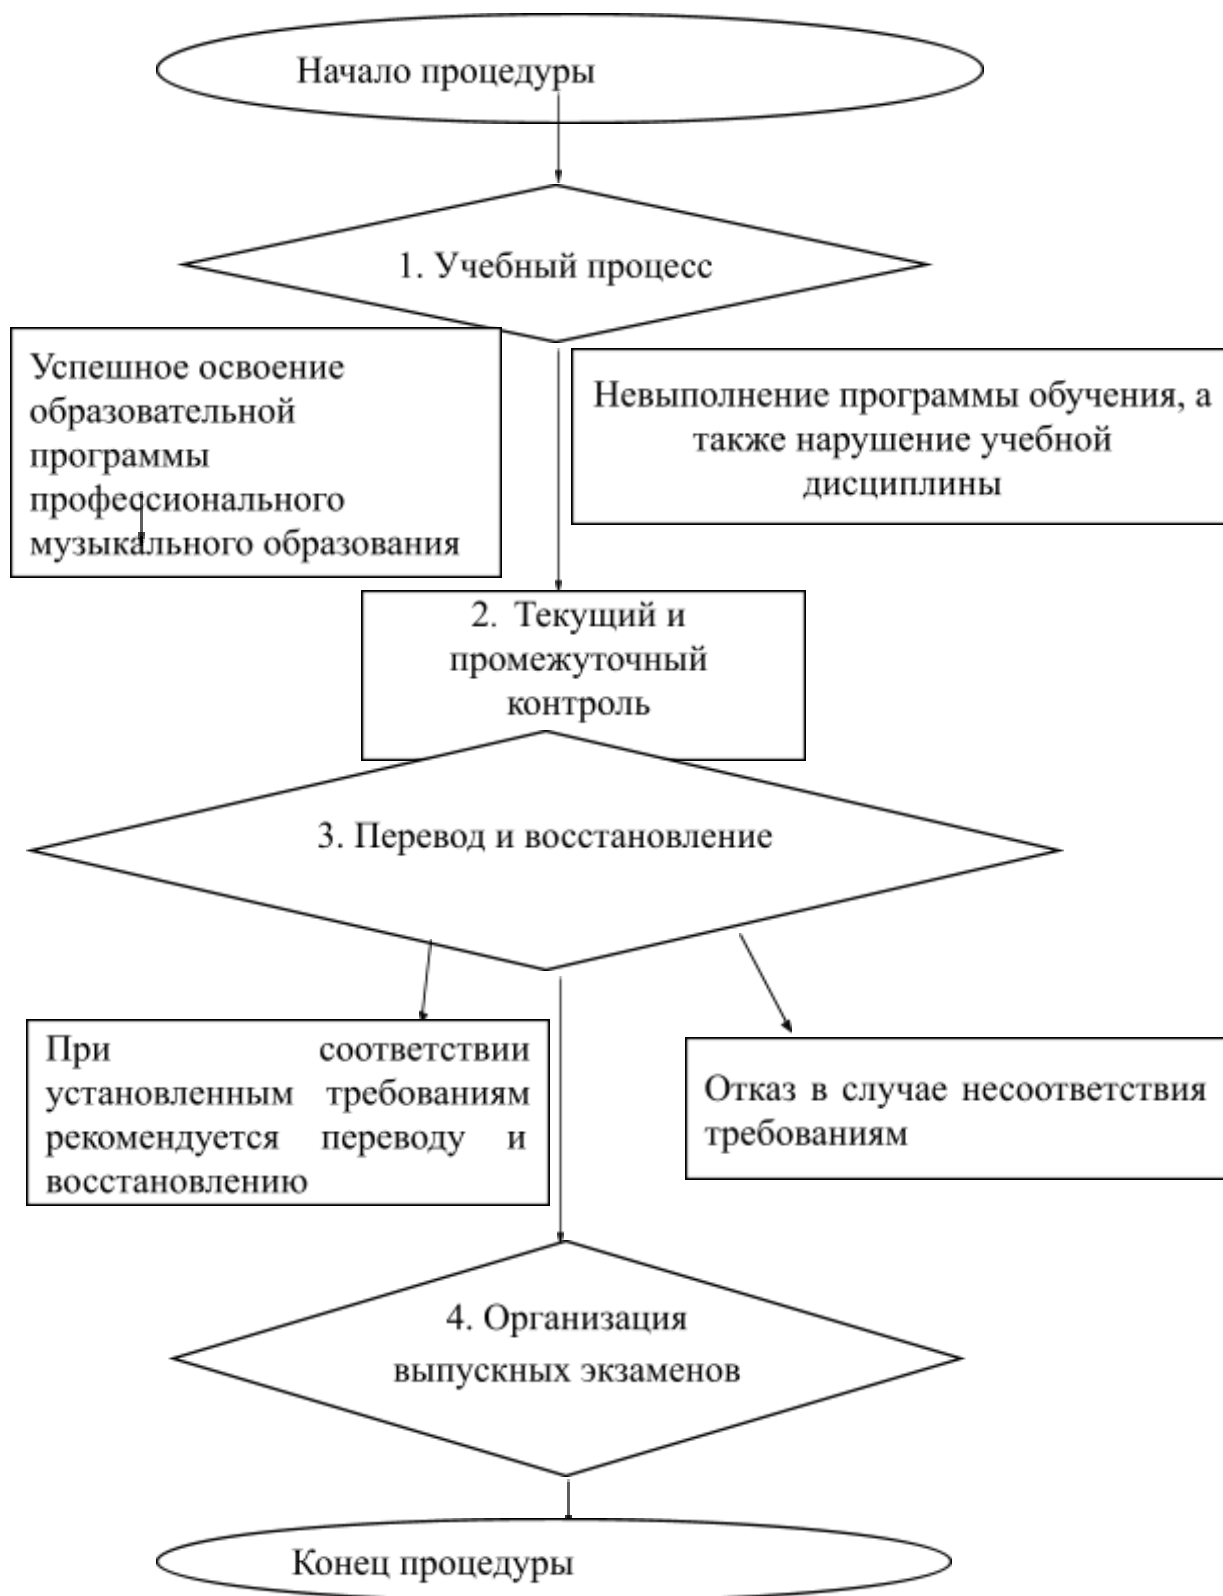 Начало процедуры
1. Учебный процесс
Успешное освоение
образовательной
программы
профессионального
музыкального образования
Невыполнение программы обучения, а
также нарушение учебной
дисциплины
2. Текущий и
промежуточный
контроль
3. Перевод и восстановление
При соответствии
установленным требованиям
рекомендуется переводу и
восстановлению
Отказ в случае несоответствия
требованиям
4. Организация
выпускных экзаменов
Конец процедуры